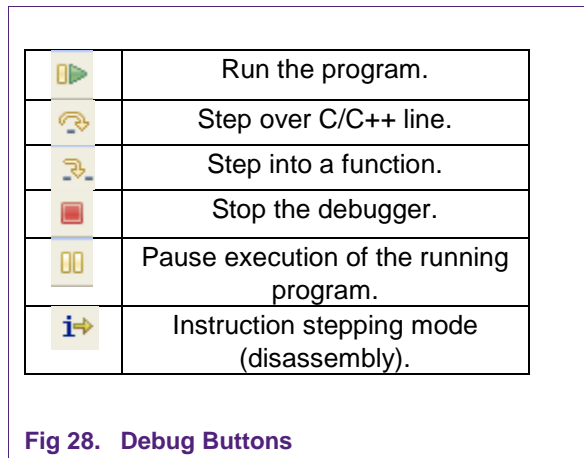 Run the program.
Step over C/C++ line.
Step into a function.
Stop the debugger.
Pause execution of the running
program.
i
Instruction stepping mode
(disassembly).
Fig 28. Debug Buttons